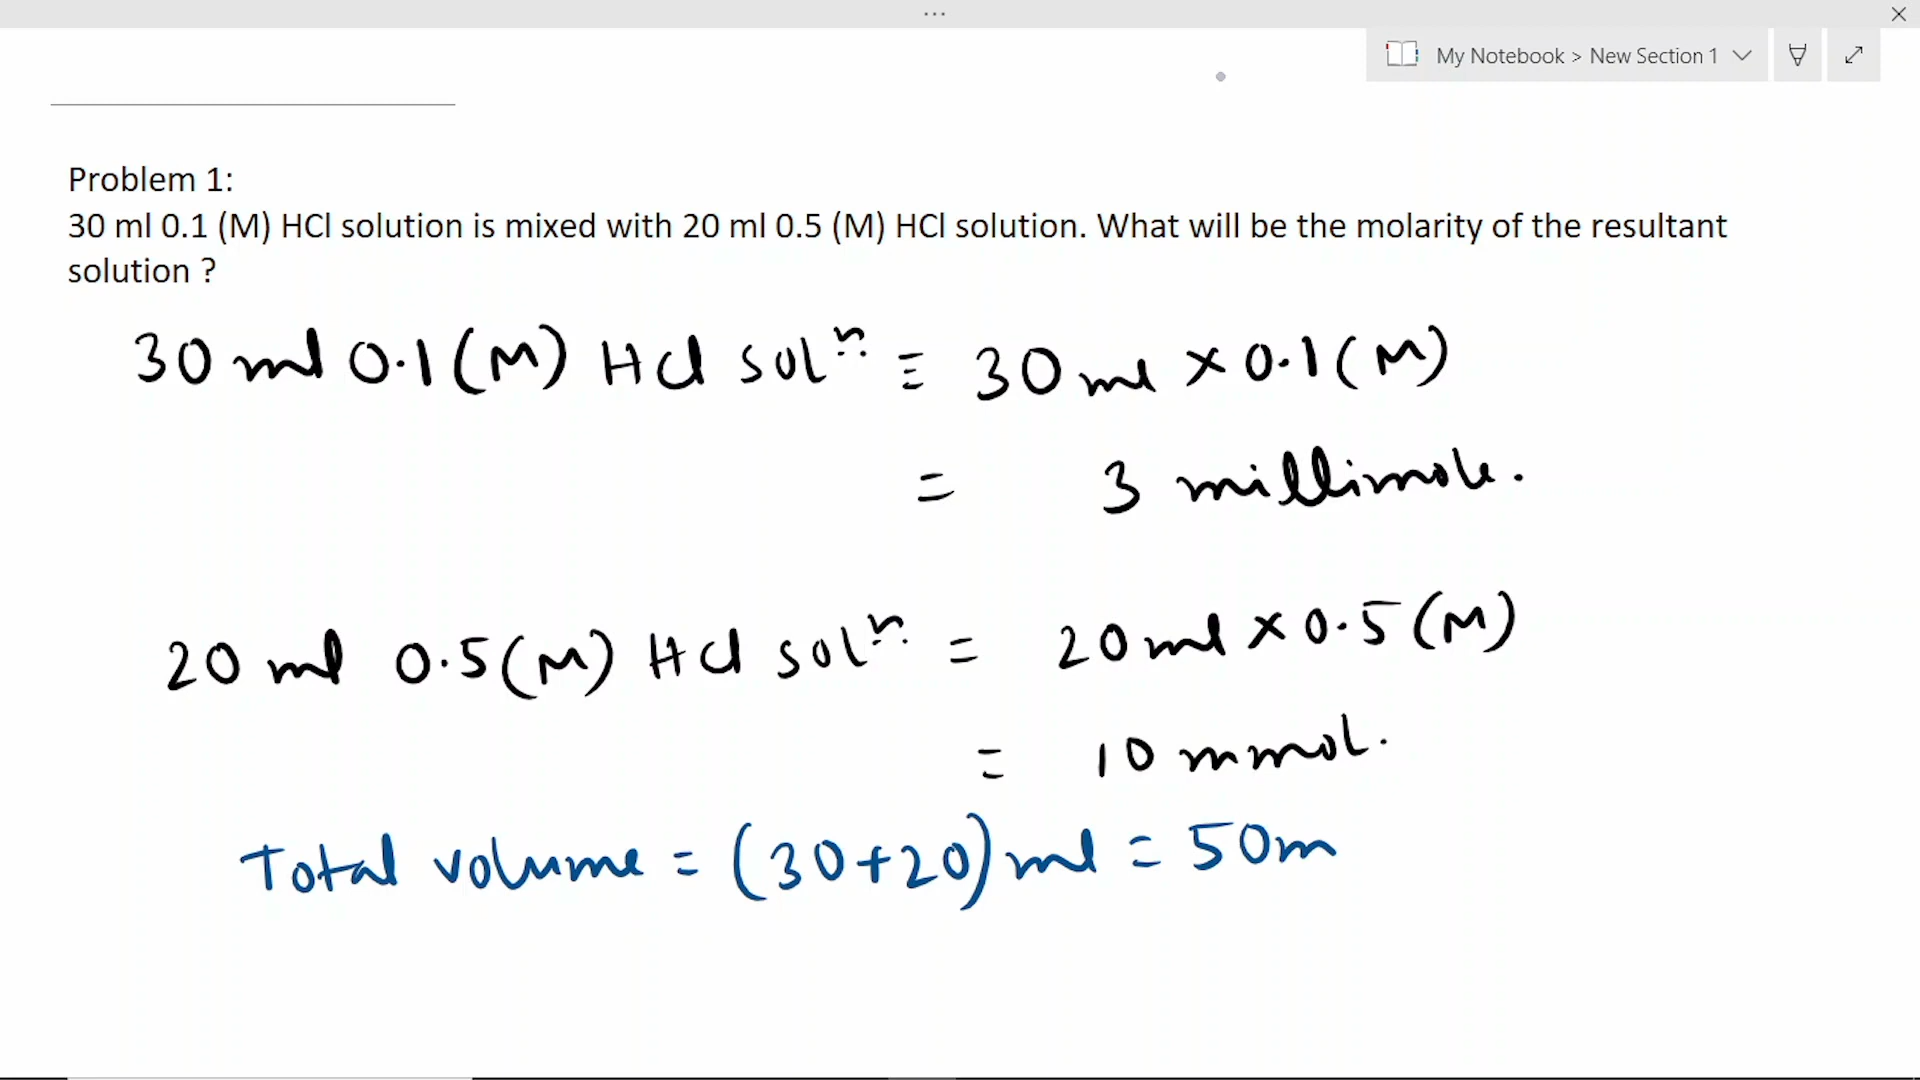 ...
My Notebook > New Section 1
Problem 1:
30 ml 0.1 (M) HCl solution is mixed with 20 ml 0.5 (M) HCl solution. What will be the molarity of the resultant
solution ?
30 ml 0.1 (M) HCl solⁿ. = 30 ml × 0.1 (M)
= 3 millimole.
20 ml 0.5 (M) HCl solⁿ. = 20 ml × 0.5 (M)
= 10 mmol.
Total volume = (30+20) ml = 50m